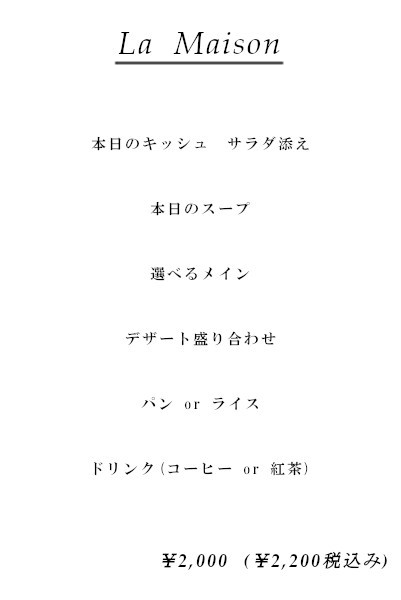 La Maison
本日のキッシュ　サラダ添え
本日のスープ
選べるメイン
デザート盛り合わせ
パン or ライス
ドリンク(コーヒー or 紅茶)
¥2,000 (¥2,200税込み)